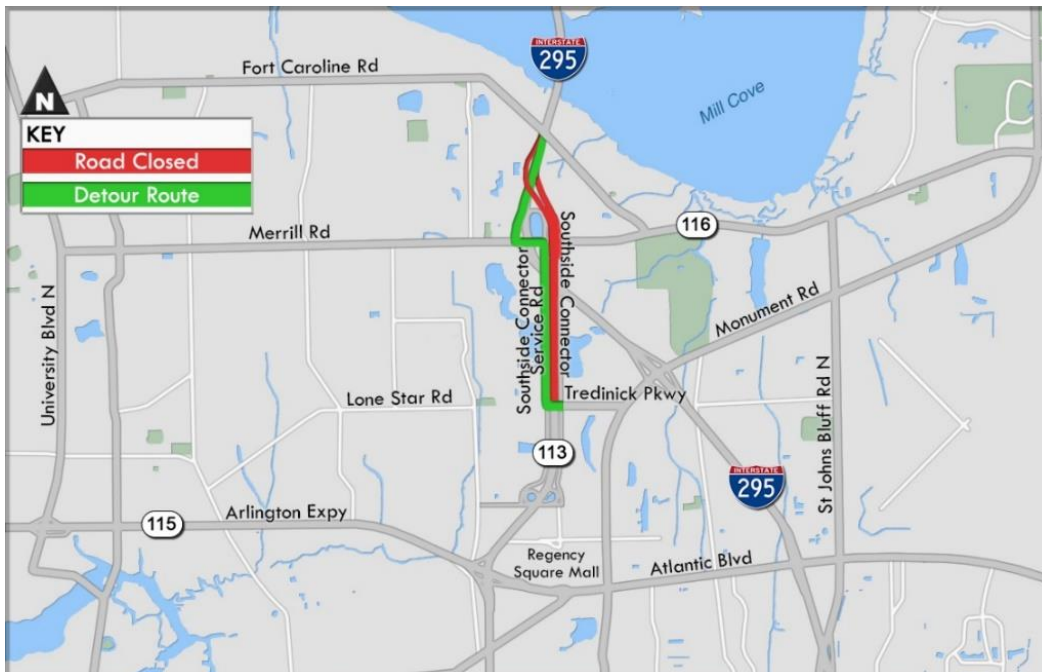 INTERSTATE
295
Fort Caroline Rd
N
Mill Cove
KEY
Road Closed
Detour Route
Merrill Rd
116
Southside Connector
Southside Connector
Service Rd
Monument Rd
University Blvd N
St Johns Bluff Rd N
Lone Star Rd
Tredinick Pkwy
113
INTERSTATE
295
115
Arlington Expy
Regency
Square Mall
Atlantic Blvd